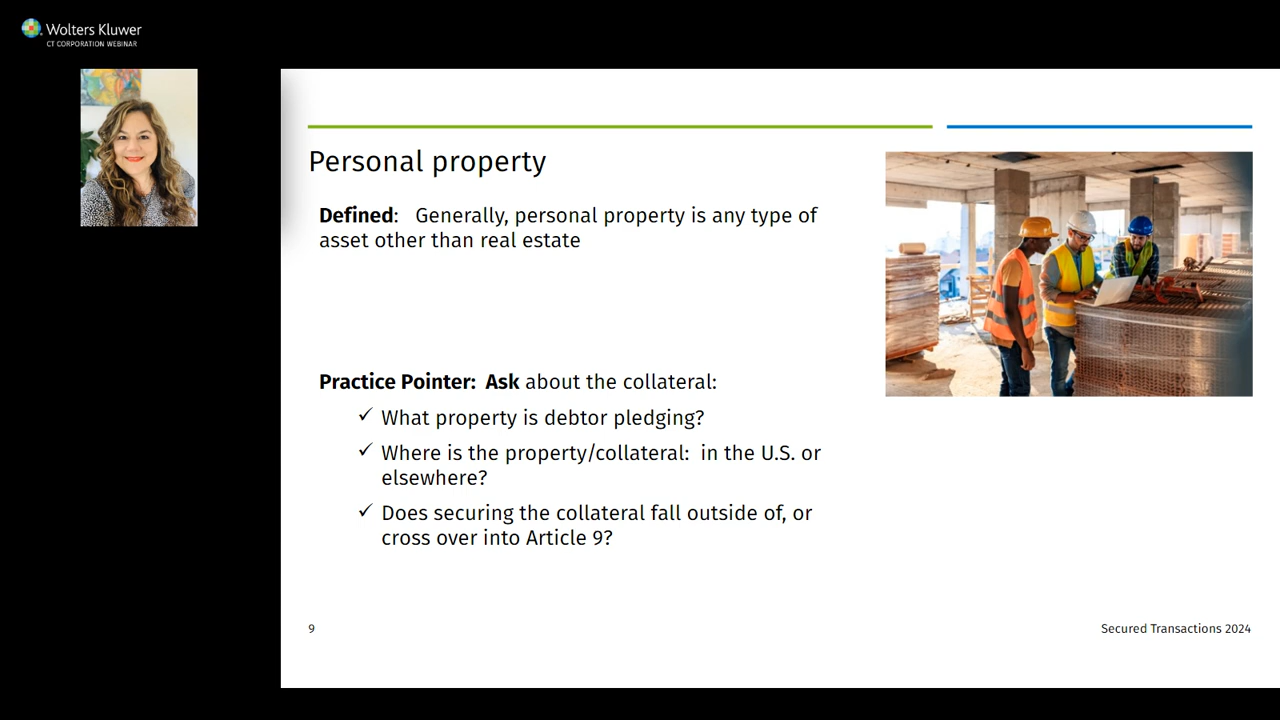 Wolters Kluwer
CT CORPORATION WEBINAR
Personal property
Defined: Generally, personal property is any type of
asset other than real estate
Practice Pointer: Ask about the collateral:
✓ What property is debtor pledging?
✓ Where is the property/collateral: in the U.S. or
elsewhere?
✓ Does securing the collateral fall outside of, or
cross over into Article 9?
9
Secured Transactions 2024